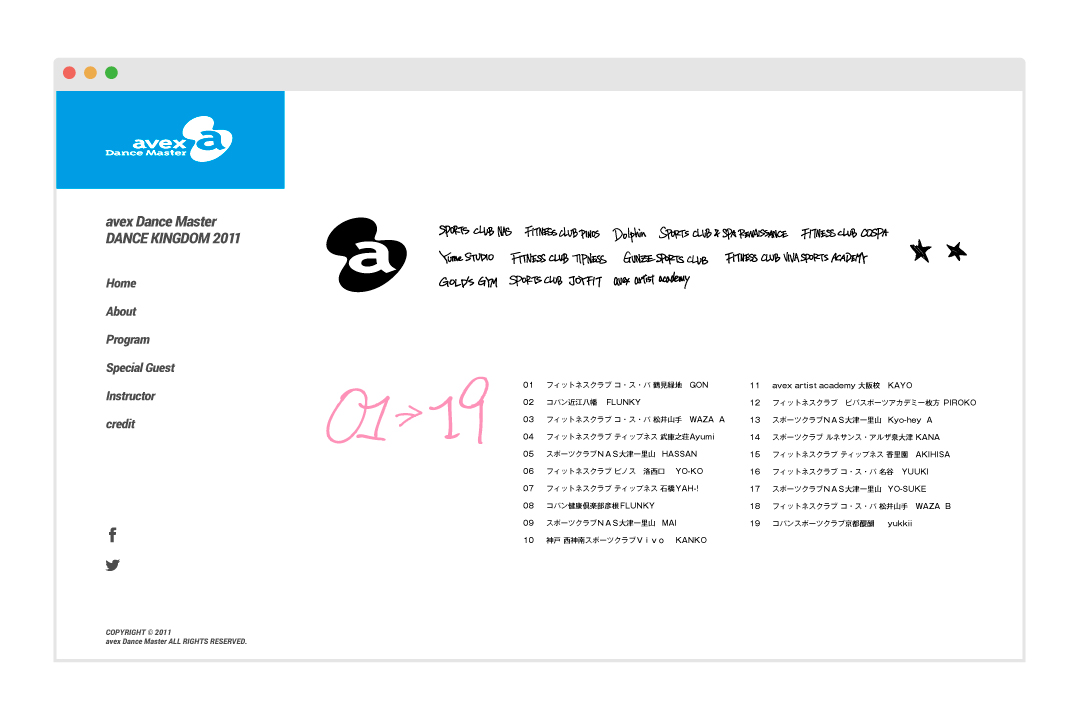 avex
Dance Master
a
avex Dance Master
DANCE KINGDOM 2011
Home
About
Program
Special Guest
Instructor
credit
COPYRIGHT © 2011
avex Dance Master ALL RIGHTS RESERVED.
a
SPORTS CLUB NAS FITNESS CLUB PINOS Dolphin SPORTS CLUB & SPA RENAISSANCE FITNESS CLUB COSPA
Yume STUDIO FITNESS CLUB TIPNESS GUNZE SPORTS CLUB FITNESS CLUB VIVA SPORTS ACADEMY
GOLD'S GYM SPORTS CLUB JOYFIT avex artist academy
01→19
01 フィットネスクラブ コ・ス・パ 鶴見緑地 GON
02 コパン近江八幡 FLUNKY
03 フィットネスクラブ コ・ス・パ 松井山手 WAZA A
04 フィットネスクラブ ティップネス 武庫之荘Ayumi
05 スポーツクラブNAS大津一里山 HASSAN
06 フィットネスクラブ ピノス 洛西口 YO-KO
07 フィットネスクラブ ティップネス 石橋YAH-!
08 コパン健康倶楽部彦根FLUNKY
09 スポーツクラブNAS大津一里山 MAI
10 神戸 西神南スポーツクラブVivo KANKO
11 avex artist academy 大阪校 KAYO
12 フィットネスクラブ ビバスポーツアカデミー枚方 PIROKO
13 スポーツクラブNAS大津一里山 Kyo-hey A
14 スポーツクラブ ルネサンス・アルザ泉大津 KANA
15 フィットネスクラブ ティップネス 香里園 AKIHISA
16 フィットネスクラブ コ・ス・パ 名谷 YUUKI
17 スポーツクラブNAS大津一里山 YO-SUKE
18 フィットネスクラブ コ・ス・パ 松井山手 WAZA B
19 コパンスポーツクラブ京都醍醐 yukkii